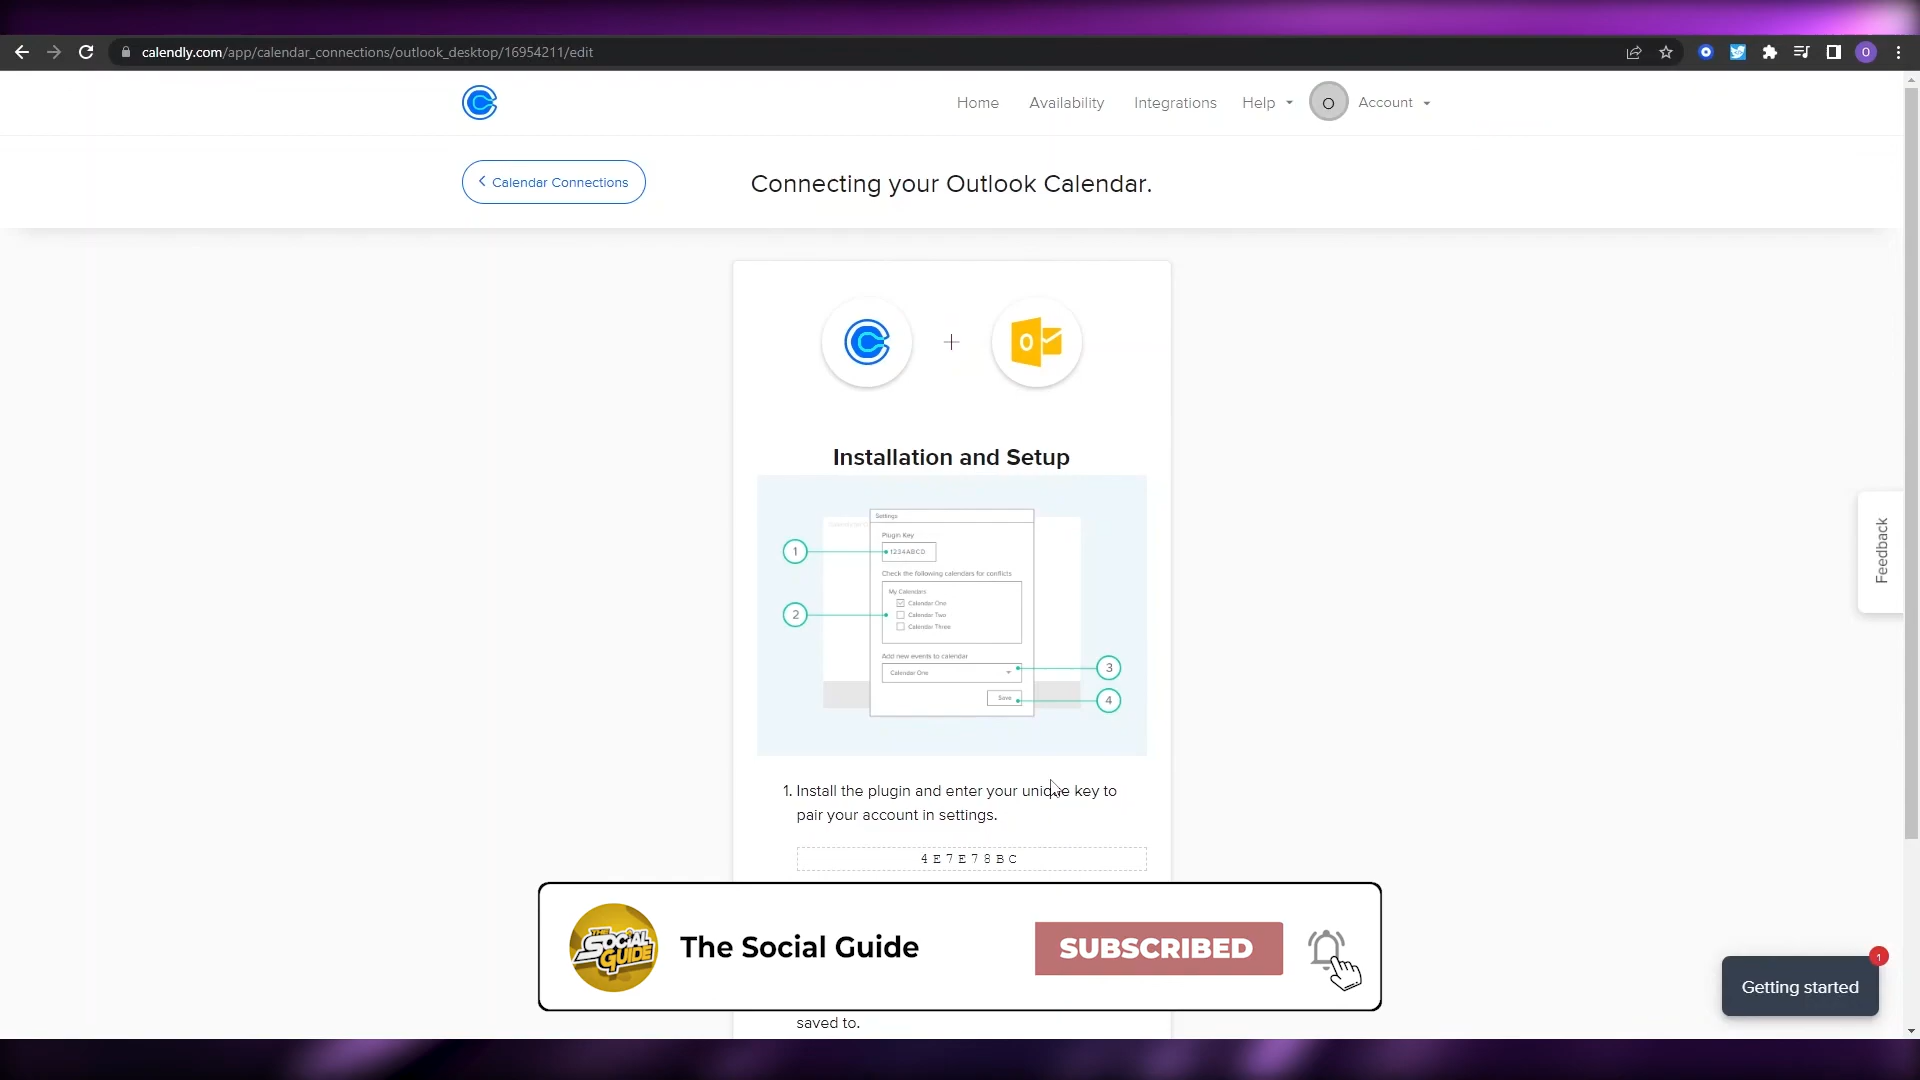 calendly.com/app/calendar_connections/outlook_desktop/16954211/edit
O
Home
Availability
Integrations
Help
O
Account
Calendar Connections
Connecting your Outlook Calendar.
Installation and Setup
Settings
Plugin Key
1234ABCD
1
Check the following calendars for conflicts
My Calendars
Calendar One
Calendar Two
Calendar Three
2
Add new events to calendar
Calendar One
3
Save
4
1. Install the plugin and enter your unique key to
pair your account in settings.
4E7E78BC
THE SOCIAL GUIDE
The Social Guide
SUBSCRIBED
saved to.
Feedback
Getting started
1